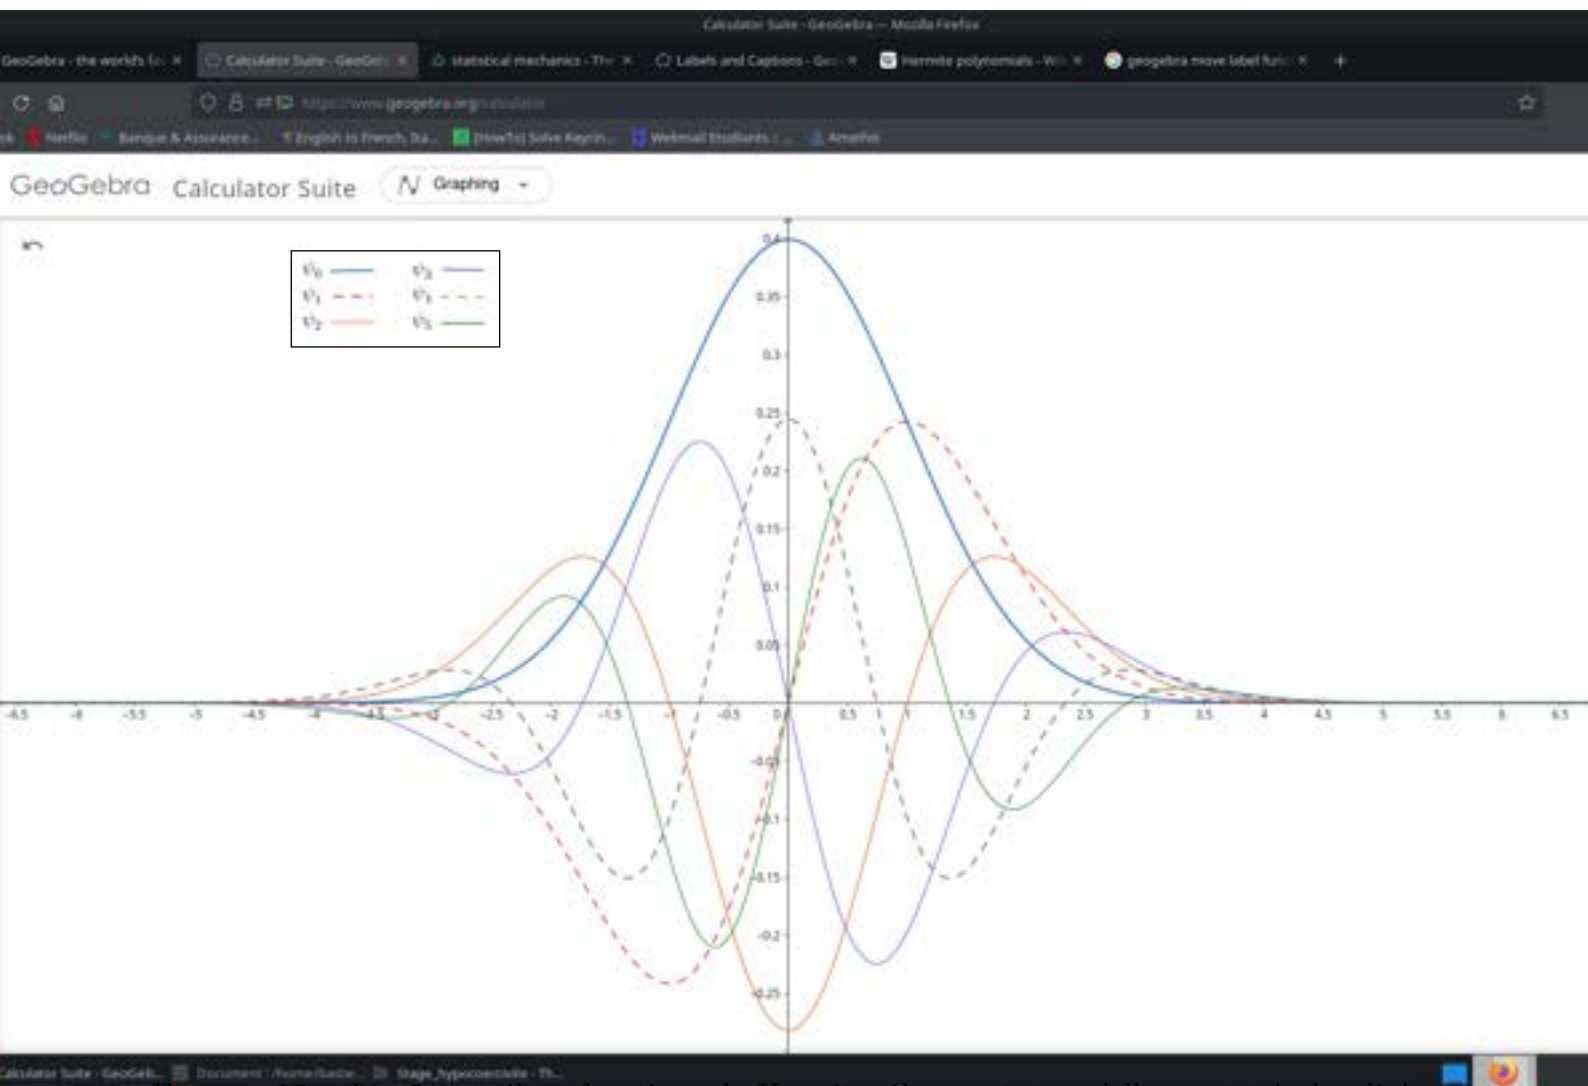 Calculator Suite - GeoGebra — Mozilla Firefox
GeoGebra - the world's × Calculator Suite - GeoGeb × statistical mechanics - Th × Labels and Captions - Geo × Hermite polynomials - Wi × geogebra move label fun × +
https://www.geogebra.org/calculator
Netflix Banque & Assurance... English to French, Ita... [HowTo] Solve Keyrin... Webmail Etudiants : ... Amethis
GeoGebra Calculator Suite Graphing
ψ₀ ψ₃
ψ₁ ψ₄
ψ₂ ψ₅
0.4
0.35
0.3
0.25
0.2
0.15
0.1
0.05
-6.5 -6 -5.5 -5 -4.5 -4 -3.5 -3 -2.5 -2 -1.5 -1 -0.5 0 0.5 1 1.5 2 2.5 3 3.5 4 4.5 5 5.5 6 6.5
-0.05
-0.1
-0.15
-0.2
-0.25
Calculator Suite - GeoGeb... Document : /home/bastie... Stage_hypocoercivite - Th...